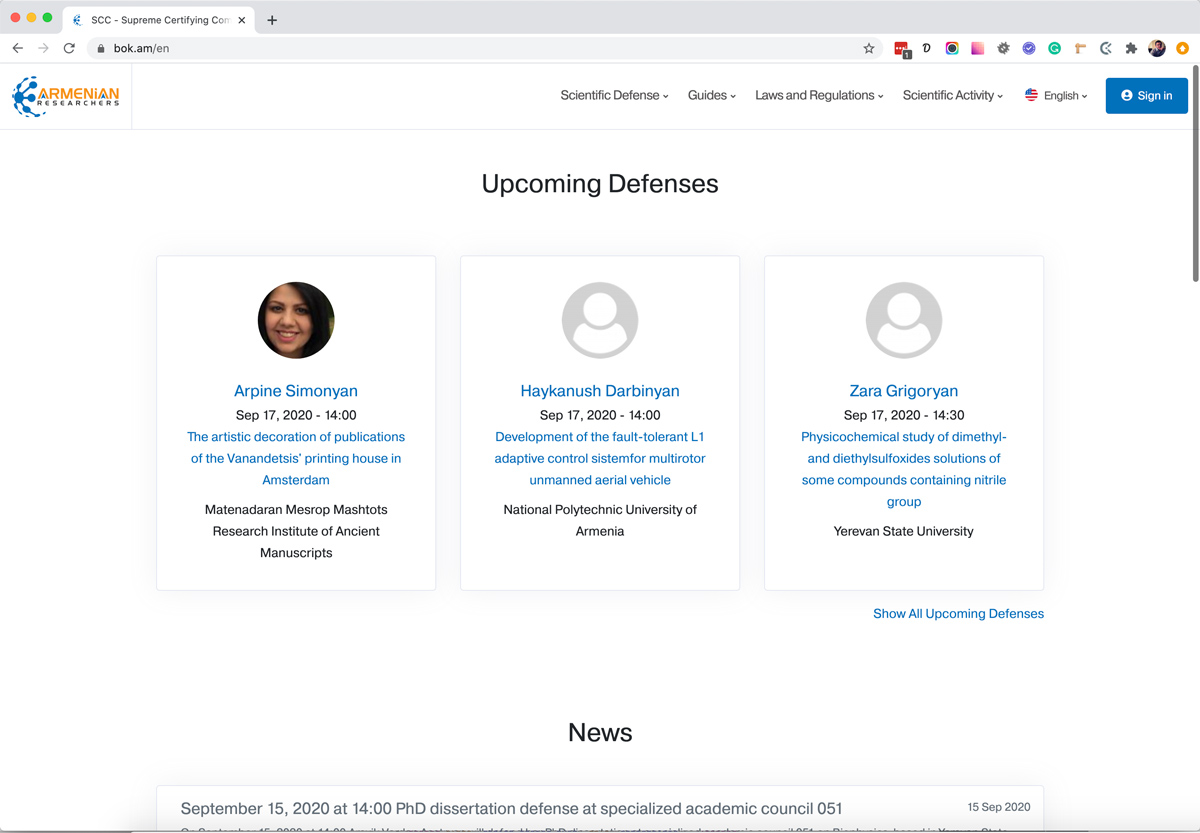 SCC - Supreme Certifying Com
bok.am/en
1
ARMENIAN
RESEARCHERS
Scientific Defense
Guides
Laws and Regulations
Scientific Activity
English
Sign in
Upcoming Defenses
Arpine Simonyan
Sep 17, 2020 - 14:00
The artistic decoration of publications
of the Vanandetsis' printing house in
Amsterdam
Matenadaran Mesrop Mashtots
Research Institute of Ancient
Manuscripts
Haykanush Darbinyan
Sep 17, 2020 - 14:00
Development of the fault-tolerant L1
adaptive control sistemfor multirotor
unmanned aerial vehicle
National Polytechnic University of
Armenia
Zara Grigoryan
Sep 17, 2020 - 14:30
Physicochemical study of dimethyl-
and diethylsulfoxides solutions of
some compounds containing nitrile
group
Yerevan State University
Show All Upcoming Defenses
News
September 15, 2020 at 14:00 PhD dissertation defense at specialized academic council 051
15 Sep 2020